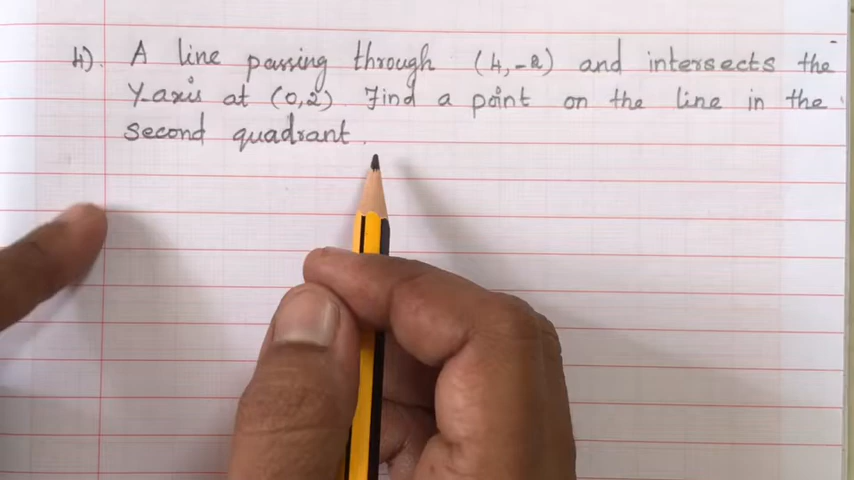 4). A line passing through (4,-2) and intersects the
Y-axis at (0,2) Find a point on the line in the
second quadrant.